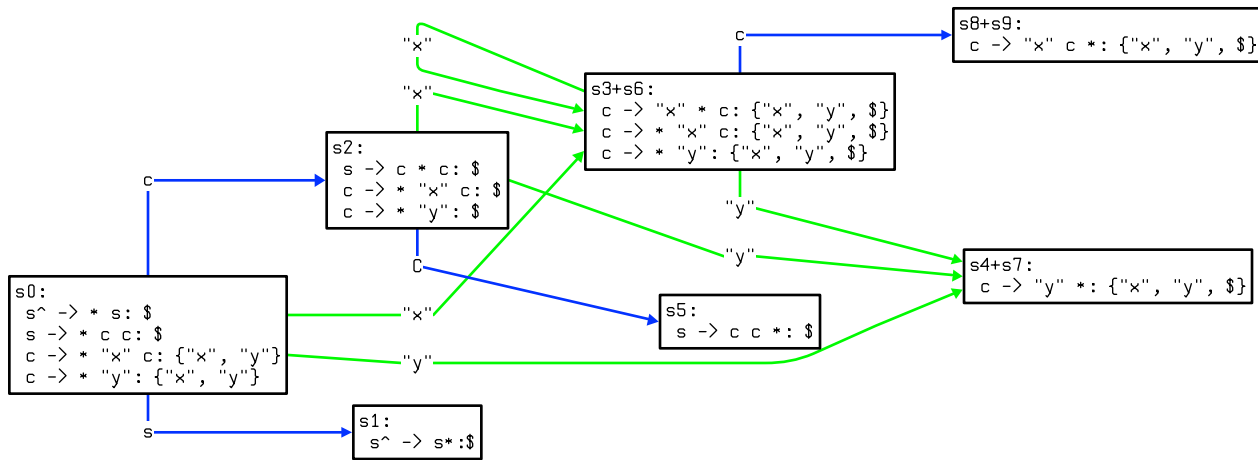 c
s8+s9:
c -> "x" c *: {"x", "y", $}
"x"
"x"
s3+s6:
c -> "x" * c: {"x", "y", $}
c -> * "x" c: {"x", "y", $}
c -> * "y": {"x", "y", $}
s2:
s -> c * c: $
c -> * "x" c: $
c -> * "y": $
c
"y"
"y"
C
s4+s7:
c -> "y" *: {"x", "y", $}
s0:
s^ -> * s: $
s -> * c c: $
c -> * "x" c: {"x", "y"}
c -> * "y": {"x", "y"}
"x"
"y"
s5:
s -> c c *: $
s
s1:
s^ -> s*:$